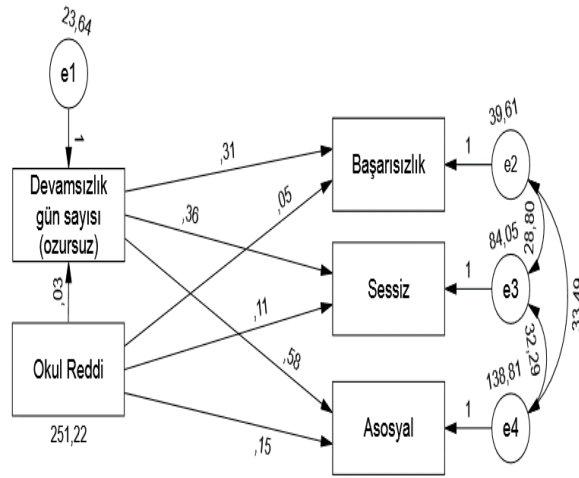 23,64
e1
1
Devamsızlık
gün sayısı
(ozursuz)
,03
Okul Reddi
251,22
,31
,36
,58
,05
,11
,15
Başarısızlık
Sessiz
Asosyal
1
1
1
39,61
e2
84,05
e3
138,81
e4
28,80
32,29
33,49